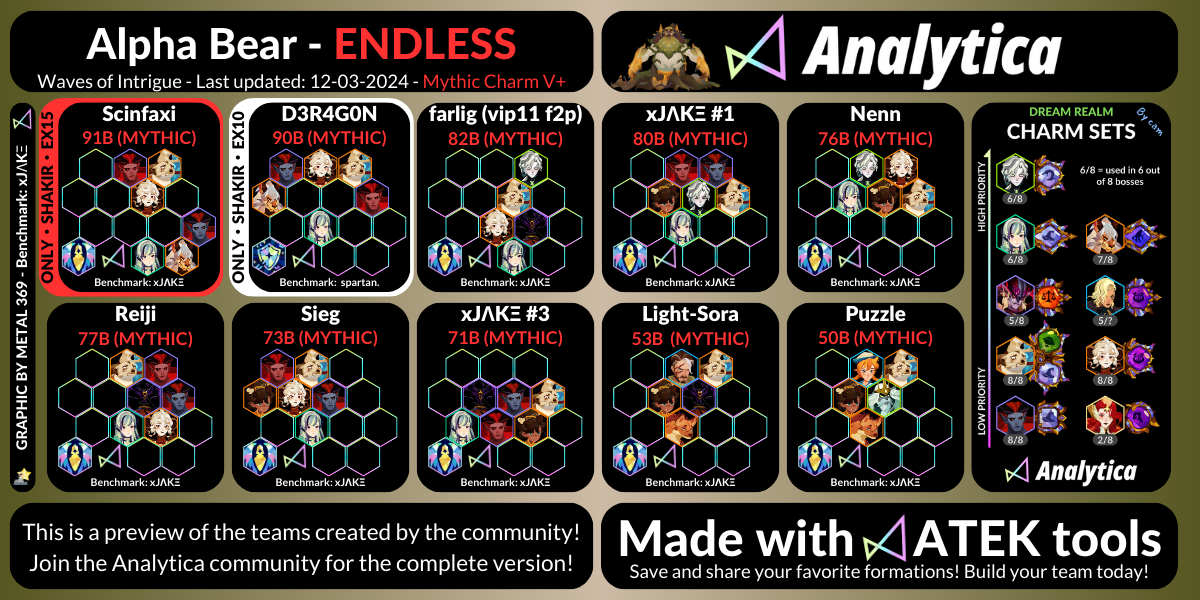 Alpha Bear - ENDLESS
Waves of Intrigue - Last updated: 12-03-2024 - Mythic Charm V+
Analytica
GRAPHIC BY METAL 369 - Benchmark: xJΛKΞ
ONLY • SHAKIR • EX15
Scinfaxi
91B (MYTHIC)
Benchmark: xJΛKΞ
ONLY • SHAKIR • EX10
D3R4G0N
90B (MYTHIC)
Benchmark: spartan.
farlig (vip11 f2p)
82B (MYTHIC)
Benchmark: xJΛKΞ
xJΛKΞ #1
80B (MYTHIC)
Benchmark: xJΛKΞ
Nenn
76B (MYTHIC)
Benchmark: xJΛKΞ
Reiji
77B (MYTHIC)
Benchmark: xJΛKΞ
Sieg
73B (MYTHIC)
Benchmark: xJΛKΞ
xJΛKΞ #3
71B (MYTHIC)
Benchmark: xJΛKΞ
Light-Sora
53B (MYTHIC)
Benchmark: xJΛKΞ
Puzzle
50B (MYTHIC)
Benchmark: xJΛKΞ
DREAM REALM
By cam
CHARM SETS
HIGH PRIORITY
LOW PRIORITY
6/8 = used in 6 out
of 8 bosses
6/8
6/8
7/8
5/8
5/?
8/8
8/8
8/8
2/8
Analytica
This is a preview of the teams created by the community!
Join the Analytica community for the complete version!
Made with ATEK tools
Save and share your favorite formations! Build your team today!